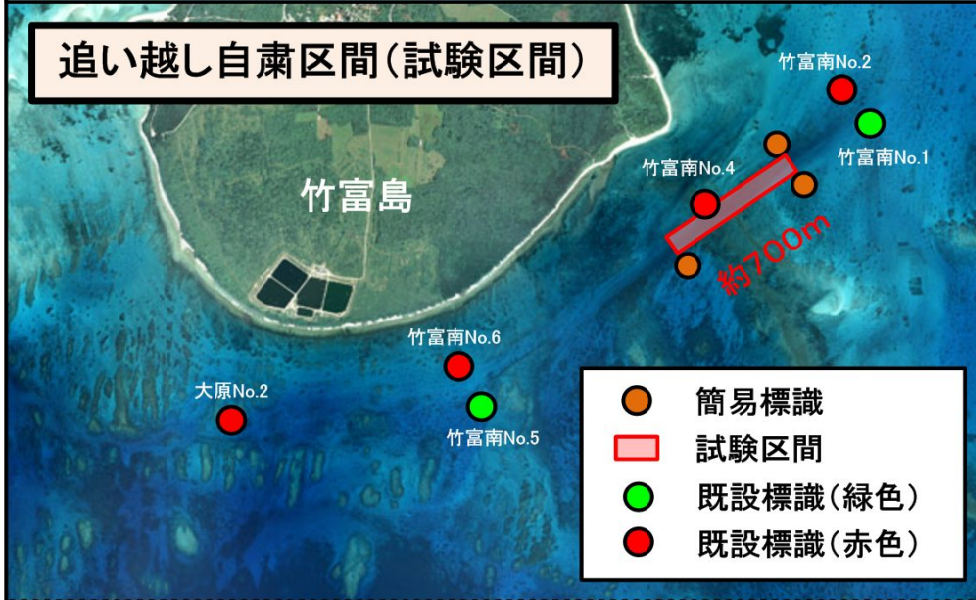 追い越し自粛区間(試験区間)
竹富南No.2
竹富南No.1
竹富南No.4
竹富島
約700m
竹富南No.6
大原No.2
竹富南No.5
簡易標識
試験区間
既設標識(緑色)
既設標識(赤色)